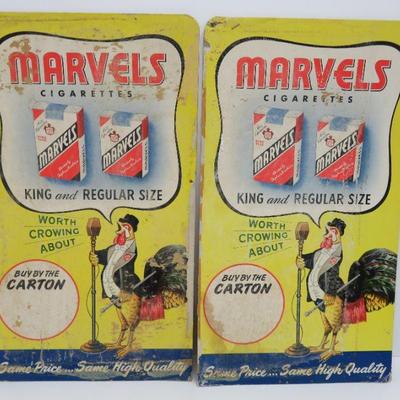 MARVELS
CIGARETTES
MARVELS
MARVELS
KING and REGULAR SIZE
WORTH
CROWING
ABOUT
BUY BY THE
CARTON
Same Price... Same High Quality
MARVELS
CIGARETTES
MARVELS
MARVELS
KING and REGULAR SIZE
WORTH
CROWING
ABOUT
BUY BY THE
CARTON
Same Price... Same High Quality